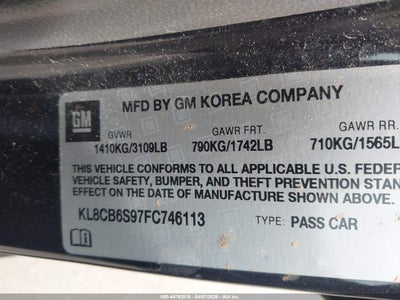 MFD BY GM KOREA COMPANY
GM
GVWR GAWR FRT. GAWR RR.
1410KG/3109LB 790KG/1742LB 710KG/1565L
THIS VEHICLE CONFORMS TO ALL APPLICABLE U.S. FEDER
VEHICLE SAFETY, BUMPER, AND THEFT PREVENTION STAN
EFFECT ON THE DATE OF MANUFACTURE SHOWN ABOVE.
KL8CB6S97FC746113 TYPE: PASS CAR